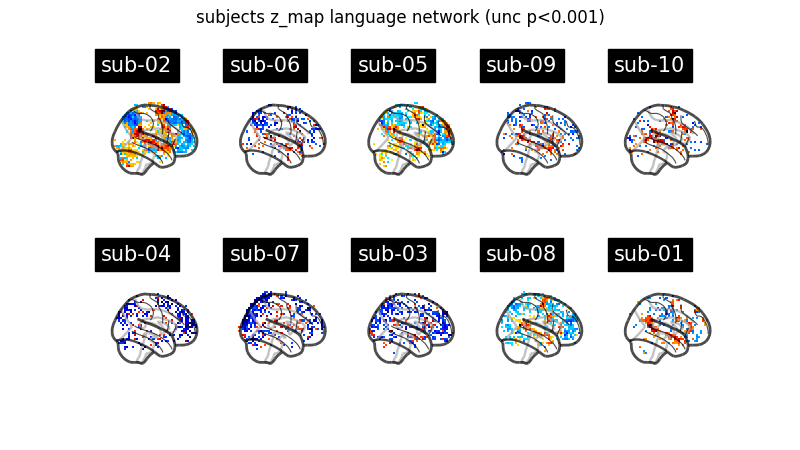 subjects z_map language network (unc p<0.001)
sub-02
sub-06
sub-05
sub-09
sub-10
sub-04
sub-07
sub-03
sub-08
sub-01